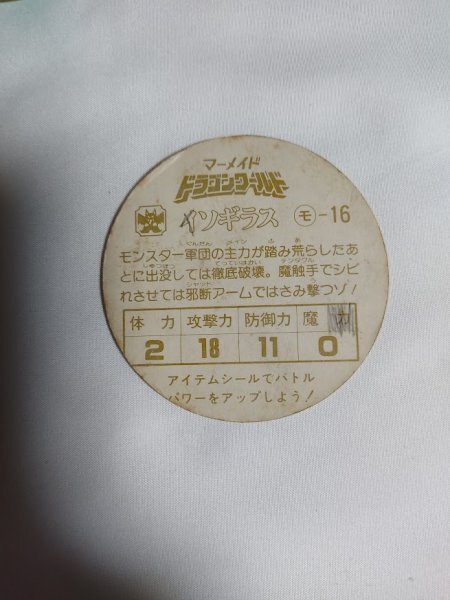 マーメイド
ドラゴンワールド
イソギラス ㋲-16
モンスター軍団の主力が踏み荒らしたあ
とに出没しては徹底破壊。魔触手でシビ
れさせては邪断アームではさみ撃つゾ!
体力 攻撃力 防御力 魔力
2 18 11 0
アイテムシールでバトル
パワーをアップしよう!